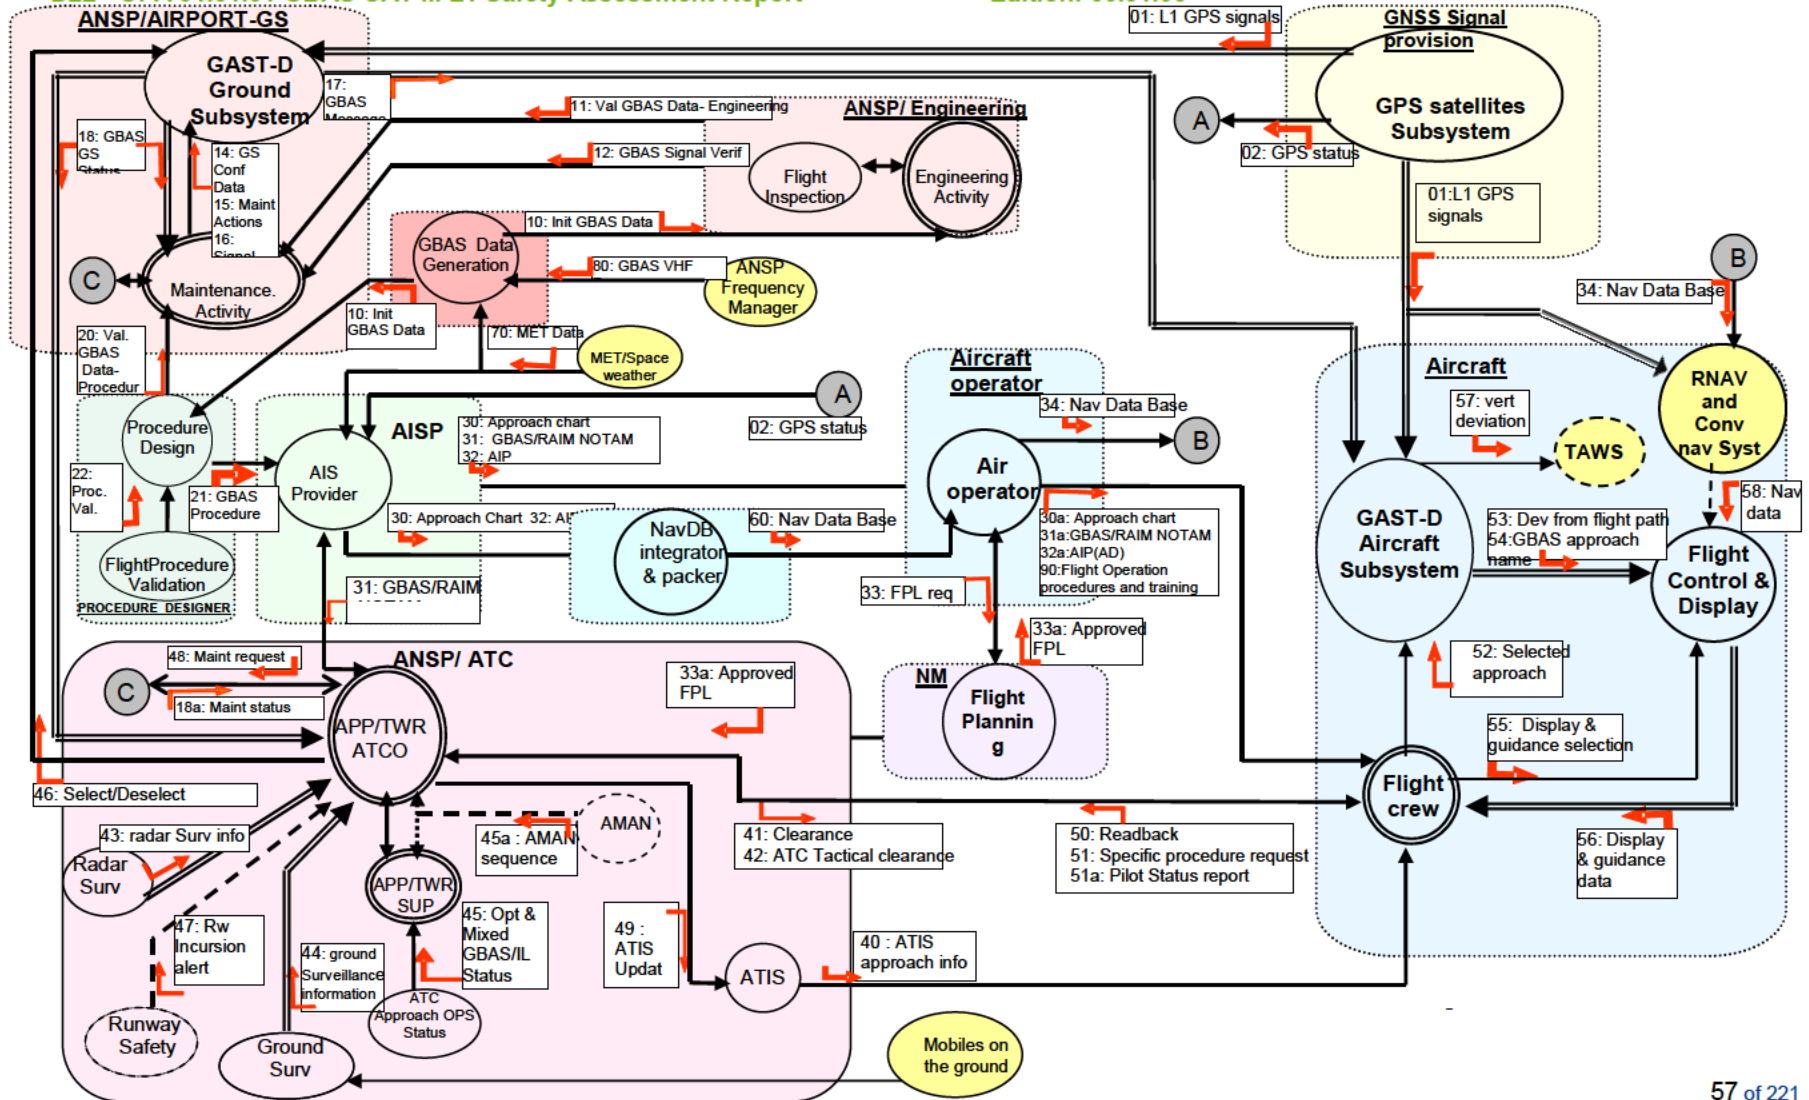 ANSP/AIRPORT-GS
GAST-D
Ground
Subsystem
17:
GBAS
18: GBAS
GS
Status
14: GS
Conf
Data
15: Maint
Actions
16:
Signal
C
Maintenance.
Activity
20: Val.
GBAS
Data-
Procedur
01: L1 GPS signals
GNSS Signal
provision
GPS satellites
Subsystem
A
02: GPS status
01:L1 GPS
signals
11: Val GBAS Data- Engineering
ANSP/ Engineering
12: GBAS Signal Verif
Flight
Inspection
Engineering
Activity
10: Init GBAS Data
GBAS Data
Generation
80: GBAS VHF
ANSP
Frequency
Manager
10: Init
GBAS Data
70: MET Data
MET/Space
weather
B
34: Nav Data Base
Procedure
Design
22:
Proc.
Val.
21: GBAS
Procedure
FlightProcedure
Validation
PROCEDURE DESIGNER
AISP
AIS
Provider
30: Approach chart
31: GBAS/RAIM NOTAM
32: AIP
A
02: GPS status
30: Approach Chart 32: AI
NavDB
integrator
& packer
60: Nav Data Base
31: GBAS/RAIM
Aircraft
operator
34: Nav Data Base
B
Air
operator
30a: Approach chart
31a:GBAS/RAIM NOTAM
32a:AIP(AD)
90:Flight Operation
procedures and training
33: FPL req
33a: Approved
FPL
NM
Flight
Plannin
g
Aircraft
57: vert
deviation
TAWS
RNAV
and
Conv
nav Syst
58: Nav
data
GAST-D
Aircraft
Subsystem
53: Dev from flight path
54:GBAS approach
name
Flight
Control &
Display
52: Selected
approach
55: Display &
guidance selection
Flight
crew
56: Display
& guidance
data
ANSP/ ATC
48: Maint request
C
18a: Maint status
33a: Approved
FPL
APP/TWR
ATCO
46: Select/Deselect
43: radar Surv info
Radar
Surv
45a : AMAN
sequence
AMAN
41: Clearance
42: ATC Tactical clearance
50: Readback
51: Specific procedure request
51a: Pilot Status report
APP/TWR
SUP
47: Rw
Incursion
alert
44: ground
Surveillance
information
45: Opt &
Mixed
GBAS/IL
Status
49 :
ATIS
Updat
ATIS
40 : ATIS
approach info
ATC
Approach OPS
Status
Runway
Safety
Ground
Surv
Mobiles on
the ground
57 of 221